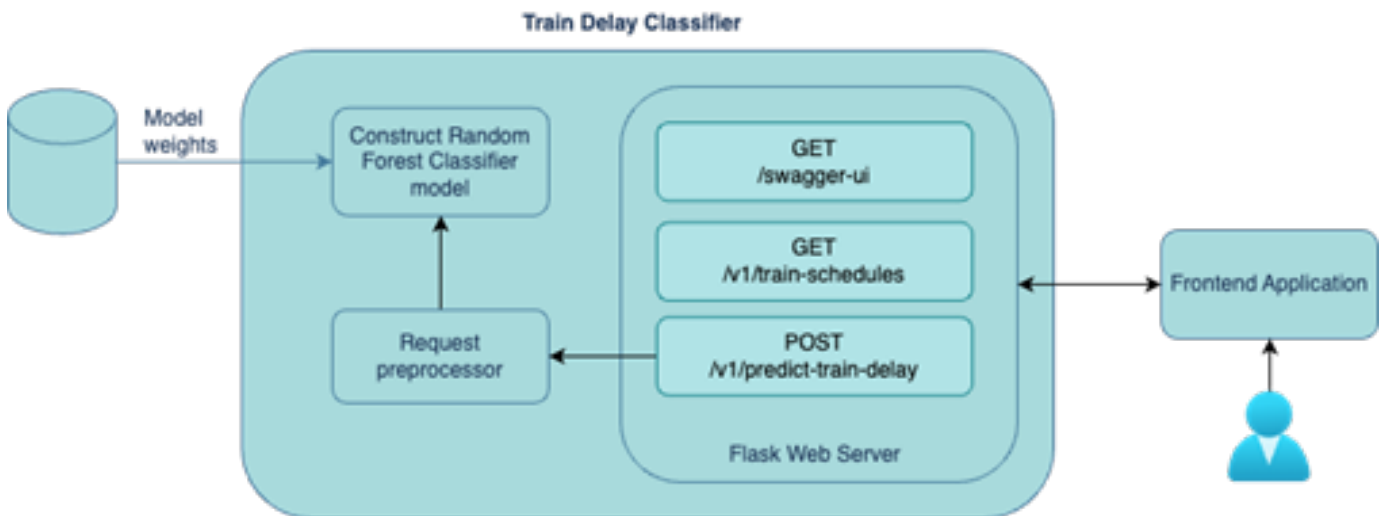 Train Delay Classifier
Model
weights
Construct Random
Forest Classifier
model
GET
/swagger-ui
GET
/v1/train-schedules
Frontend Application
Request
preprocessor
POST
/v1/predict-train-delay
Flask Web Server